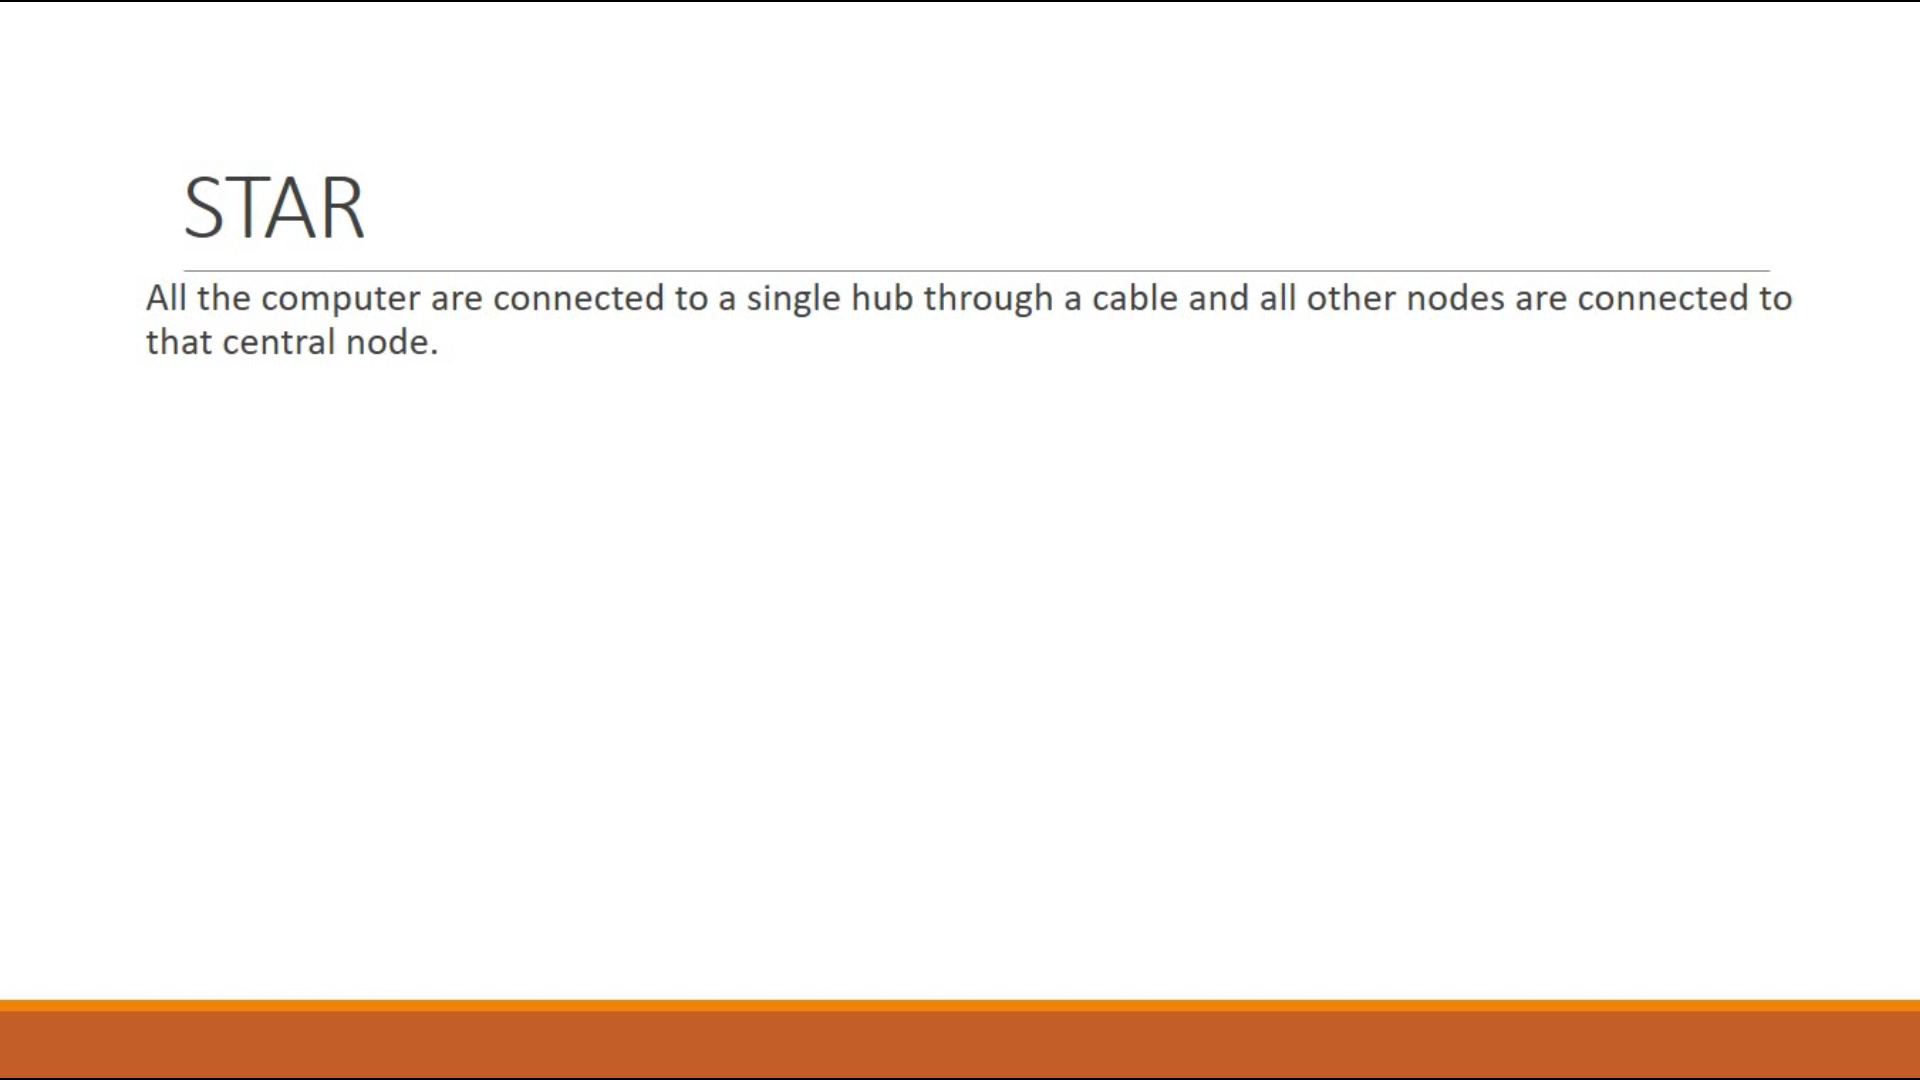 STAR
All the computer are connected to a single hub through a cable and all other nodes are connected to
that central node.